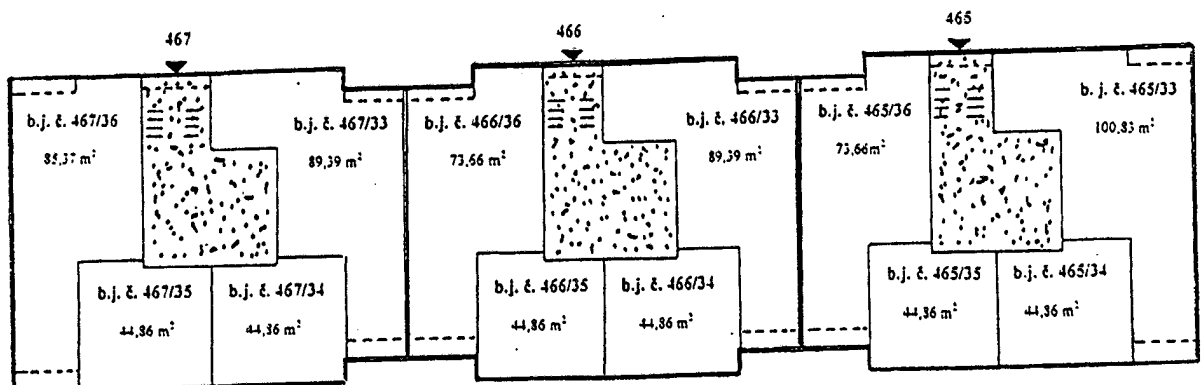 467
466
465
b.j. č. 467/36
85,37 m²
b.j. č. 467/33
89,39 m²
b.j. č. 466/36
73,66 m²
b.j. č. 466/33
89,39 m²
b.j. č. 465/36
73,66m²
b.j. č. 465/33
100,83 m²
b.j. č. 467/35
44,86 m²
b.j. č. 467/34
44,86 m²
b.j. č. 466/35
44,86 m²
b.j. č. 466/34
44,86 m²
b.j. č. 465/35
44,86 m²
b.j. č. 465/34
44,86 m²